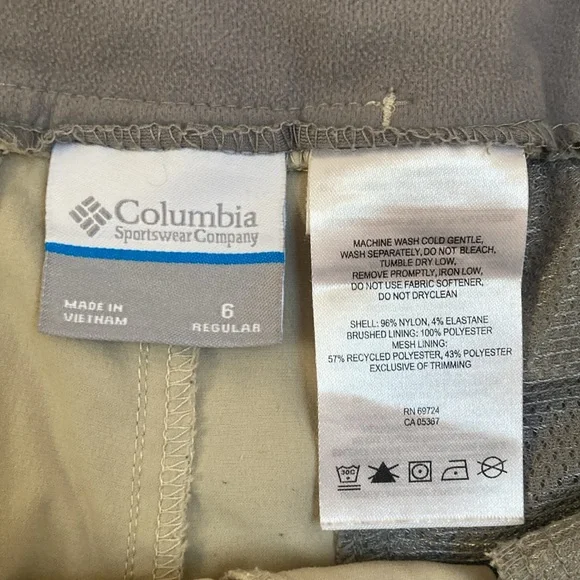 Columbia
Sportswear Company
MADE IN
VIETNAM
6
REGULAR
MACHINE WASH COLD GENTLE,
WASH SEPARATELY, DO NOT BLEACH,
TUMBLE DRY LOW,
REMOVE PROMPTLY, IRON LOW,
DO NOT USE FABRIC SOFTENER,
DO NOT DRYCLEAN
SHELL: 96% NYLON, 4% ELASTANE
BRUSHED LINING: 100% POLYESTER
MESH LINING:
57% RECYCLED POLYESTER, 43% POLYESTER
EXCLUSIVE OF TRIMMING
RN 69724
CA 05367
30C